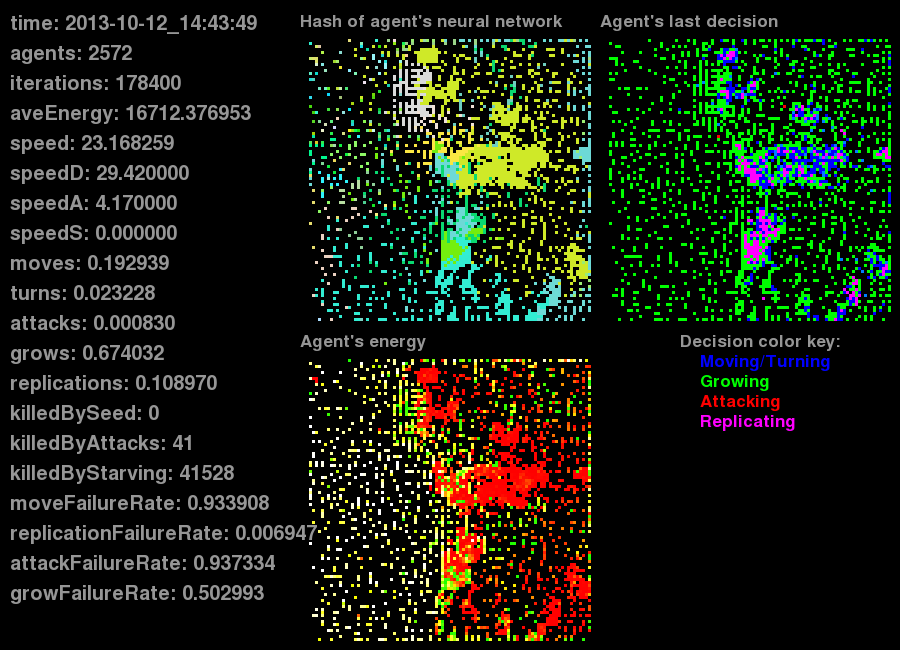 time: 2013-10-12_14:43:49
agents: 2572
iterations: 178400
aveEnergy: 16712.376953
speed: 23.168259
speedD: 29.420000
speedA: 4.170000
speedS: 0.000000
moves: 0.192939
turns: 0.023228
attacks: 0.000830
grows: 0.674032
replications: 0.108970
killedBySeed: 0
killedByAttacks: 41
killedByStarving: 41528
moveFailureRate: 0.933908
replicationFailureRate: 0.006947
attackFailureRate: 0.937334
growFailureRate: 0.502993
Hash of agent's neural network
Agent's last decision
Agent's energy
Decision color key:
Moving/Turning
Growing
Attacking
Replicating